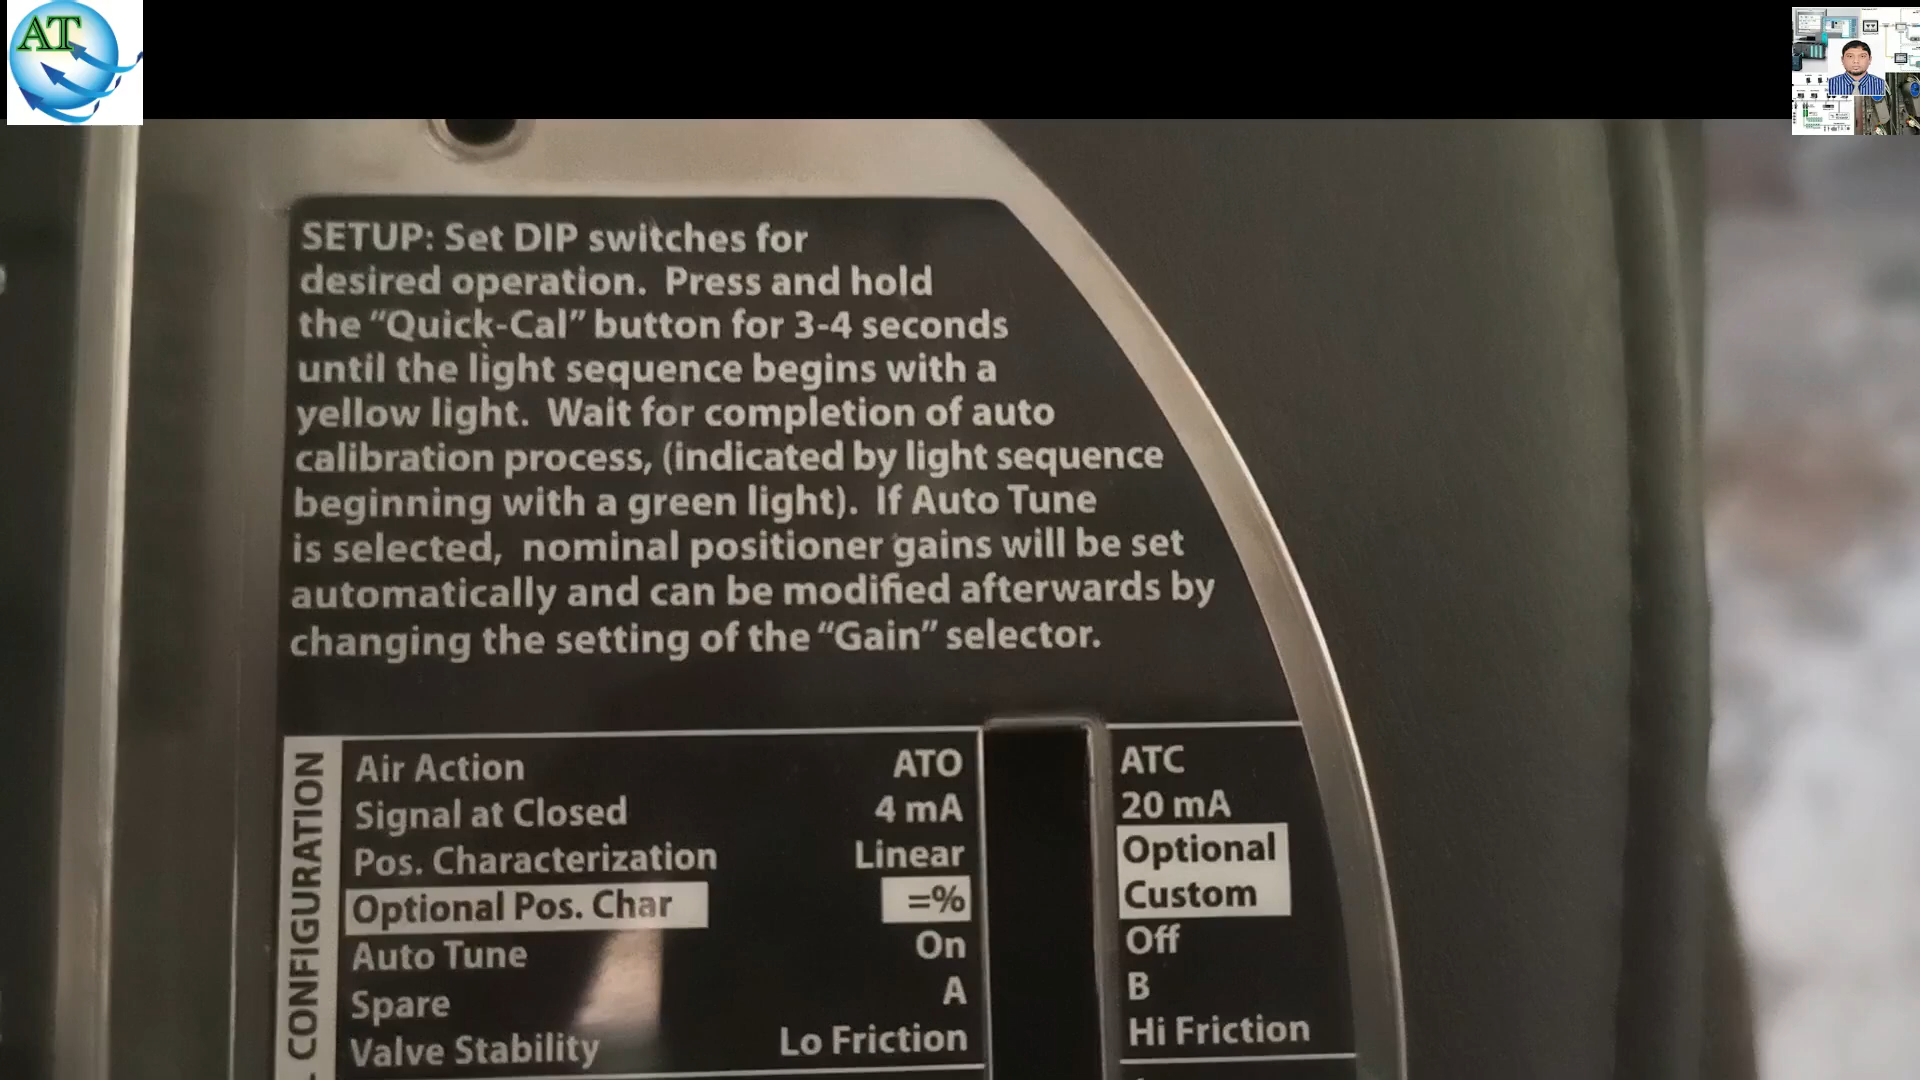 AT
SETUP: Set DIP switches for
desired operation. Press and hold
the “Quick-Cal” button for 3-4 seconds
until the light sequence begins with a
yellow light. Wait for completion of auto
calibration process, (indicated by light sequence
beginning with a green light). If Auto Tune
is selected, nominal positioner gains will be set
automatically and can be modified afterwards by
changing the setting of the “Gain” selector.
CONFIGURATION
Air Action ATO ATC
Signal at Closed 4 mA 20 mA
Pos. Characterization Linear Optional
Optional Pos. Char =% Custom
Auto Tune On Off
Spare A B
Valve Stability Lo Friction Hi Friction